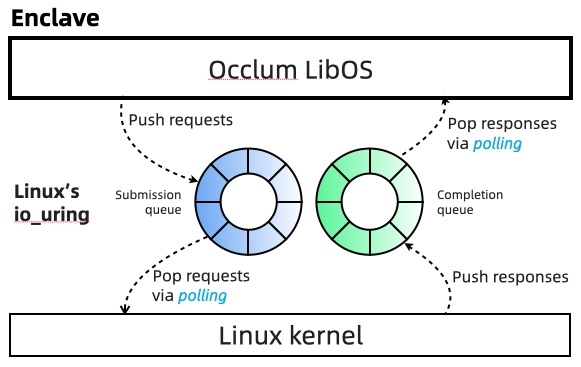 Enclave
Occlum LibOS
Push requests
Pop responses
via polling
Linux's
io_uring
Submission
queue
Completion
queue
Pop requests
via polling
Push responses
Linux kernel